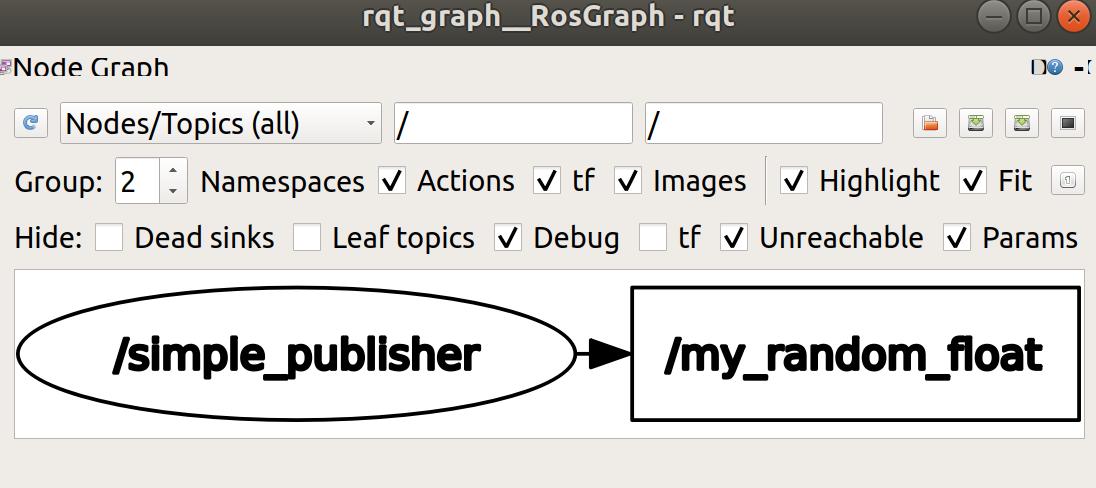 rqt_graph__RosGraph - rqt
Node Graph
Nodes/Topics (all) / /
Group: 2 Namespaces Actions tf Images Highlight Fit
Hide: Dead sinks Leaf topics Debug tf Unreachable Params
/simple_publisher /my_random_float